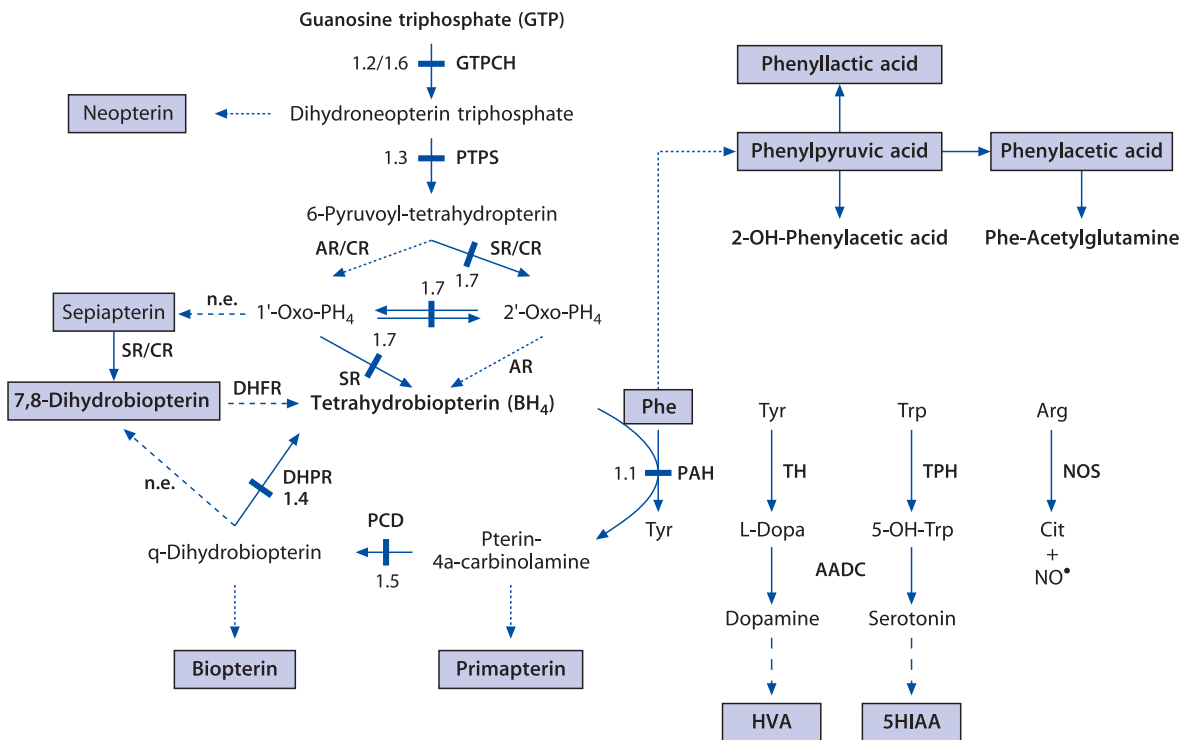 Guanosine triphosphate (GTP)
1.2/1.6 GTPCH
Neopterin
Dihydroneopterin triphosphate
1.3 PTPS
6-Pyruvoyl-tetrahydropterin
AR/CR
SR/CR
1.7
1.7
n.e.
Sepiapterin
1'-Oxo-PH4
2'-Oxo-PH4
SR/CR
1.7
SR
AR
7,8-Dihydrobiopterin
DHFR
Tetrahydrobiopterin (BH4)
n.e.
DHPR
1.4
q-Dihydrobiopterin
PCD
1.5
Pterin-
4a-carbinolamine
Biopterin
Primapterin
Phenyllactic acid
Phenylpyruvic acid
Phenylacetic acid
2-OH-Phenylacetic acid
Phe-Acetylglutamine
Phe
1.1 PAH
Tyr
Tyr
TH
L-Dopa
AADC
Dopamine
HVA
Trp
TPH
5-OH-Trp
Serotonin
5HIAA
Arg
NOS
Cit
+
NO•